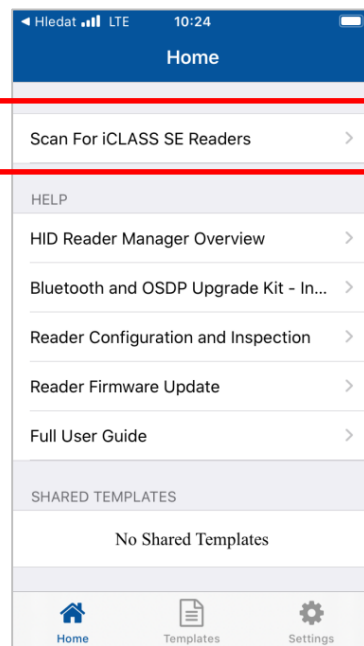 Hledat LTE 10:24
Home
Scan For iCLASS SE Readers
HELP
HID Reader Manager Overview
Bluetooth and OSDP Upgrade Kit - In...
Reader Configuration and Inspection
Reader Firmware Update
Full User Guide
SHARED TEMPLATES
No Shared Templates
Home Templates Settings